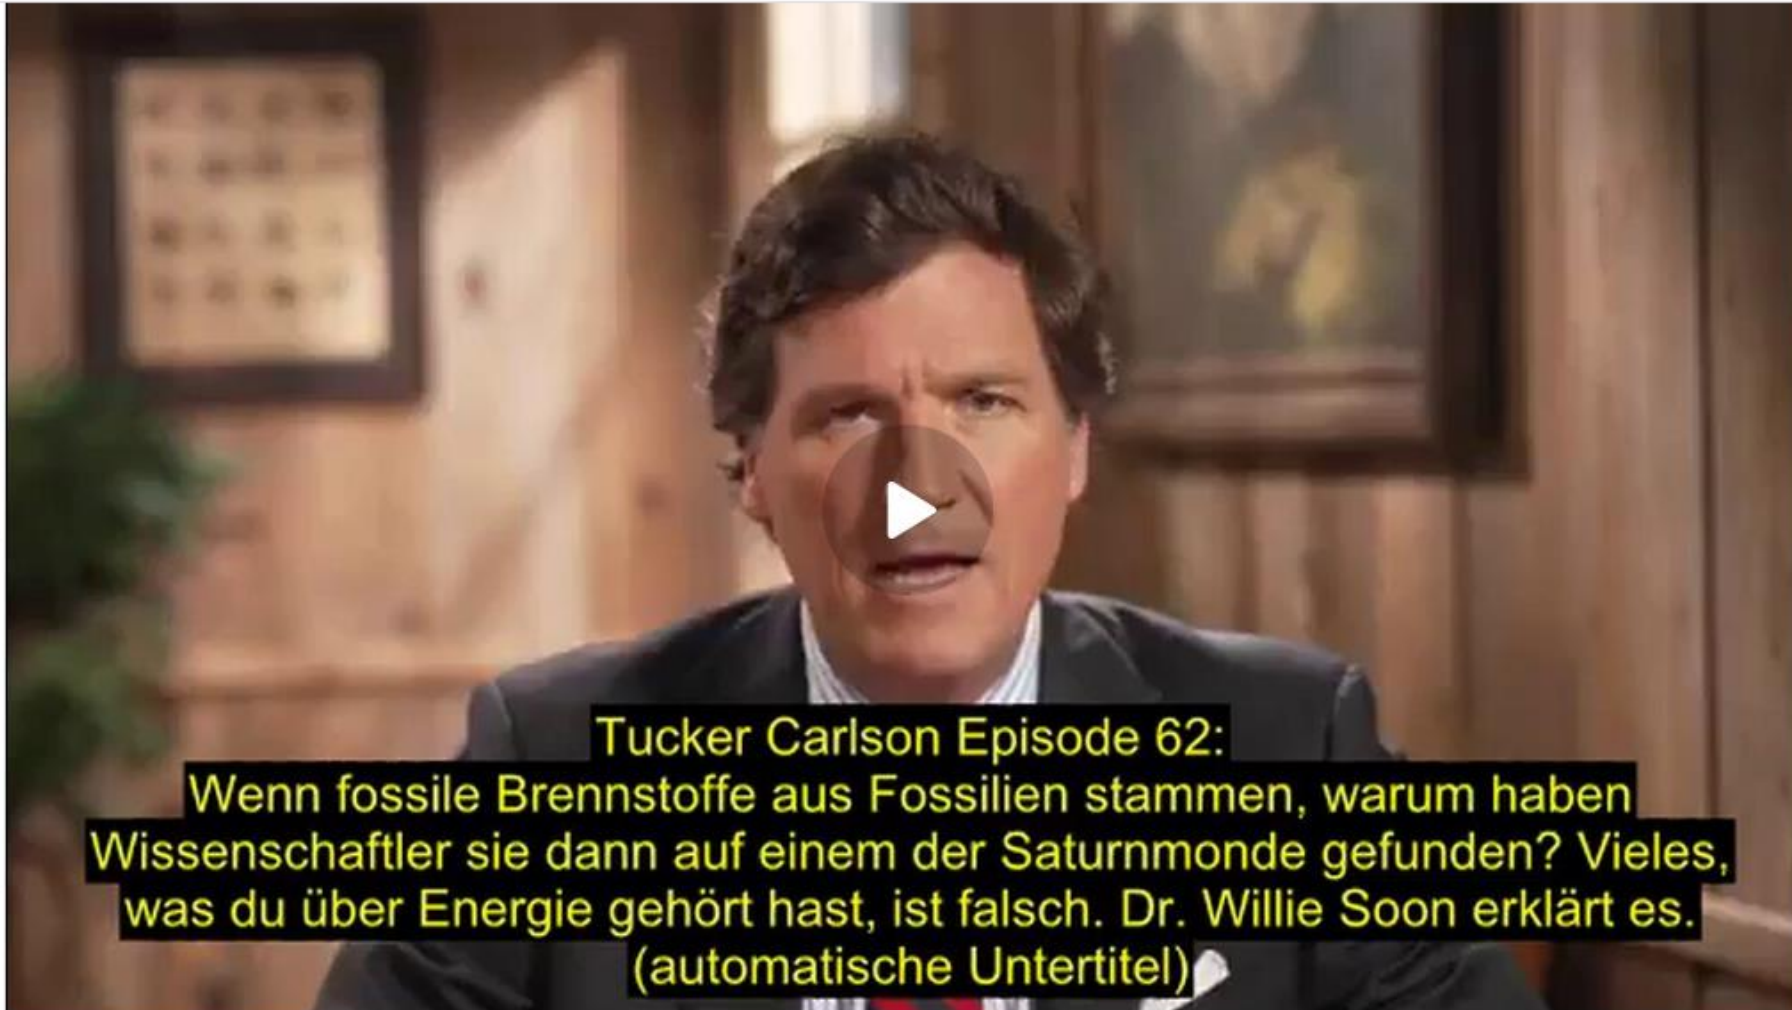 Tucker Carlson Episode 62:
Wenn fossile Brennstoffe aus Fossilien stammen, warum haben
Wissenschaftler sie dann auf einem der Saturnmonde gefunden? Vieles,
was du über Energie gehört hast, ist falsch. Dr. Willie Soon erklärt es.
(automatische Untertitel)